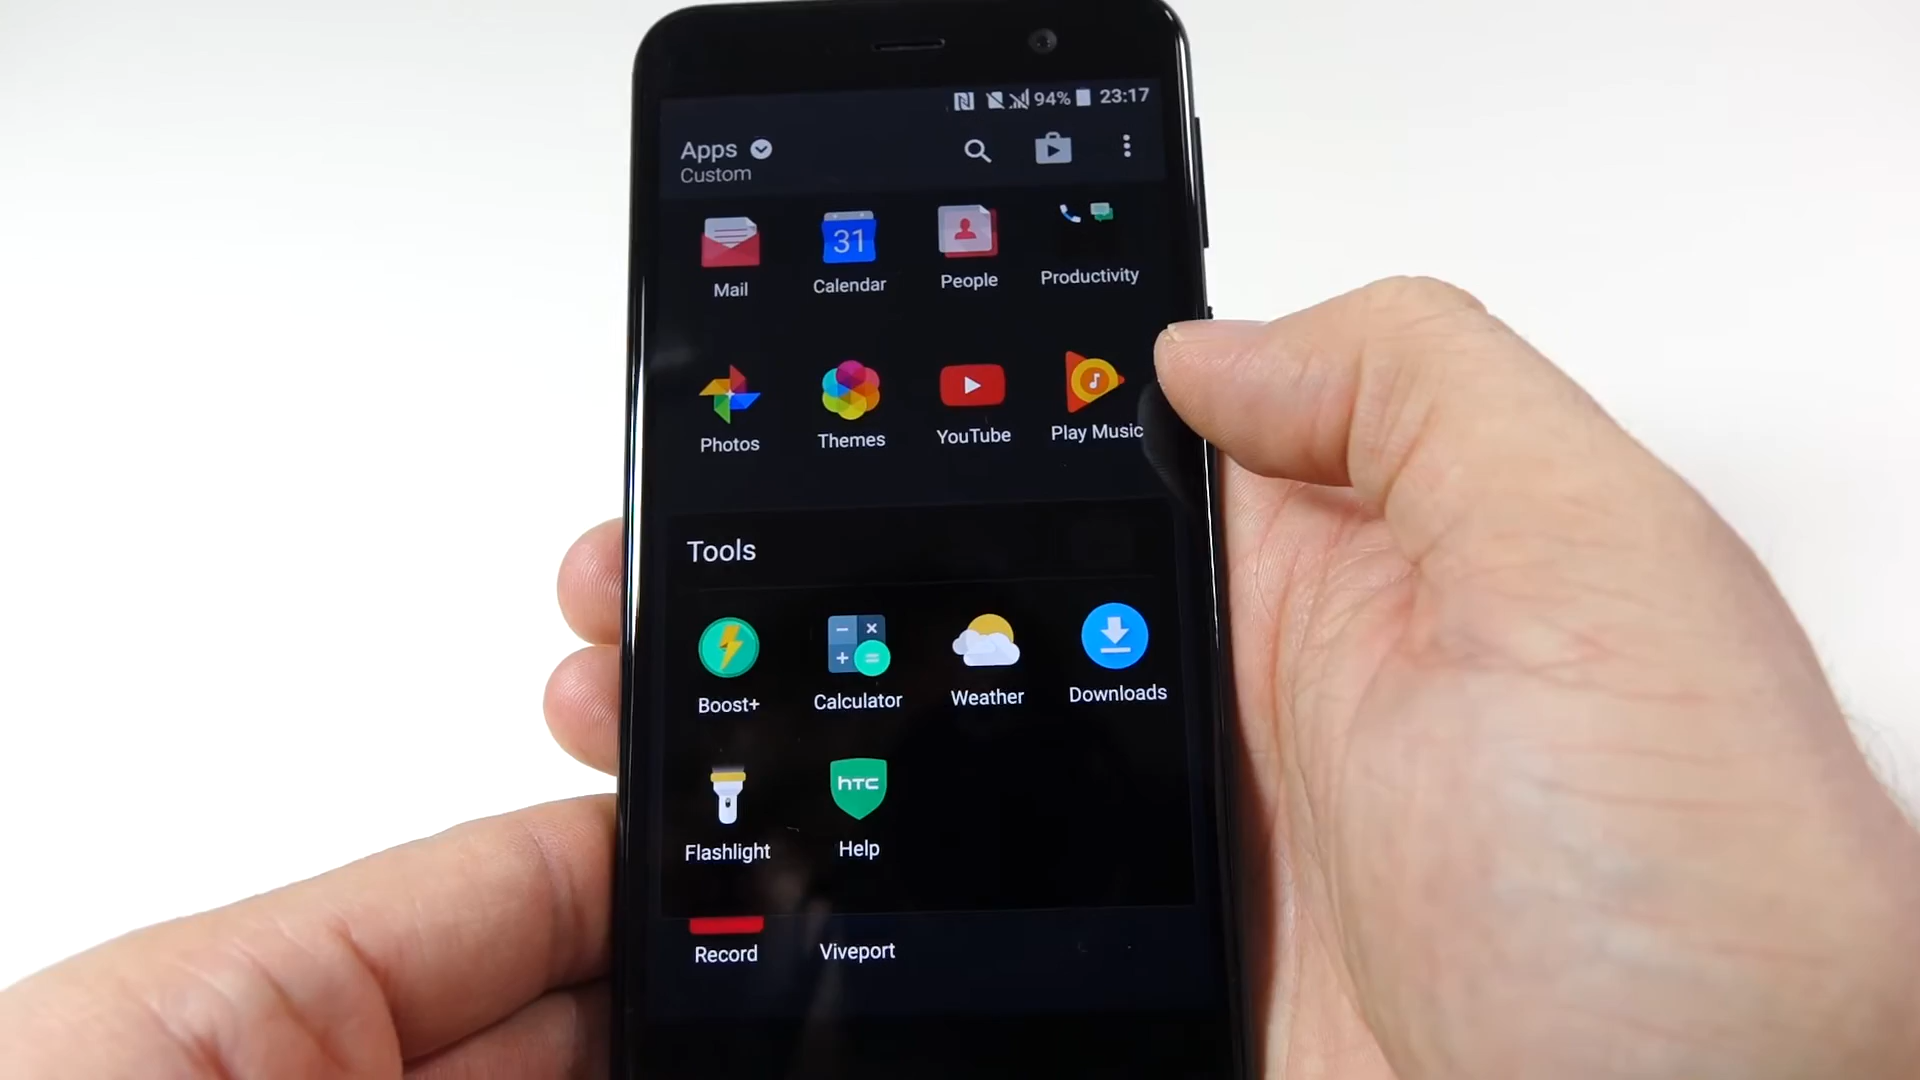 94% 23:17
Apps
Custom
31
Mail Calendar People Productivity
Photos Themes YouTube Play Music
Tools
Boost+ Calculator Weather Downloads
hTC
Flashlight Help
Record Viveport